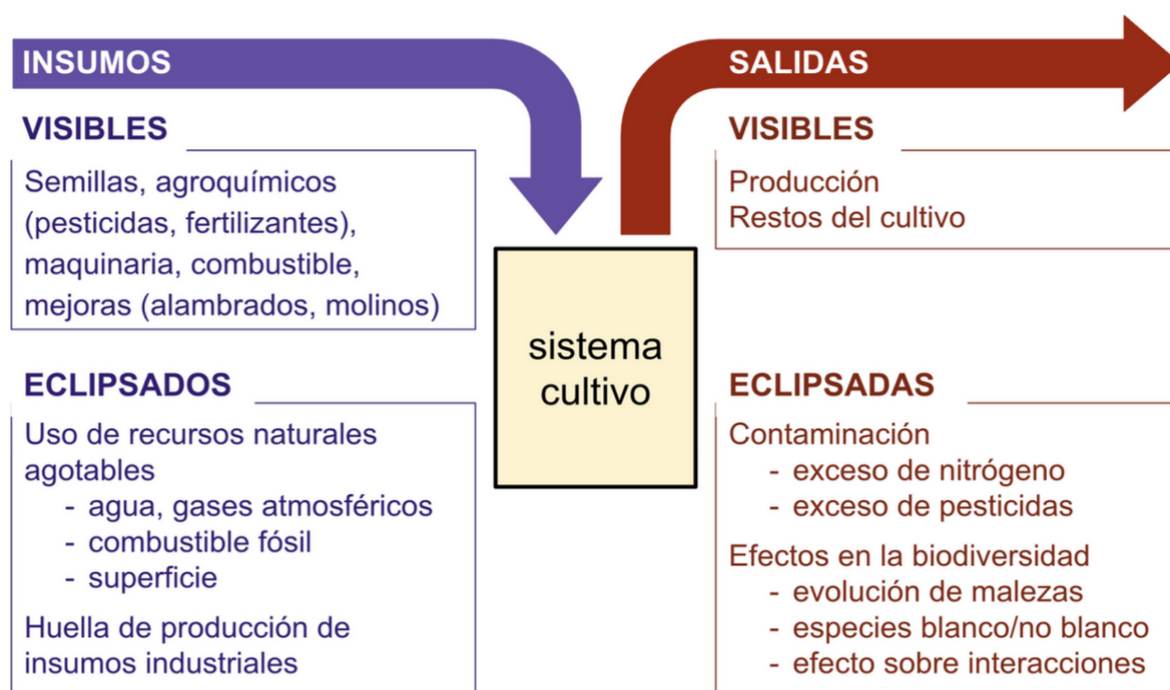 INSUMOS
VISIBLES
Semillas, agroquímicos
(pesticidas, fertilizantes),
maquinaria, combustible,
mejoras (alambrados, molinos)
ECLIPSADOS
Uso de recursos naturales
agotables
- agua, gases atmosféricos
- combustible fósil
- superficie
Huella de producción de
insumos industriales
sistema
cultivo
SALIDAS
VISIBLES
Producción
Restos del cultivo
ECLIPSADAS
Contaminación
- exceso de nitrógeno
- exceso de pesticidas
Efectos en la biodiversidad
- evolución de malezas
- especies blanco/no blanco
- efecto sobre interacciones